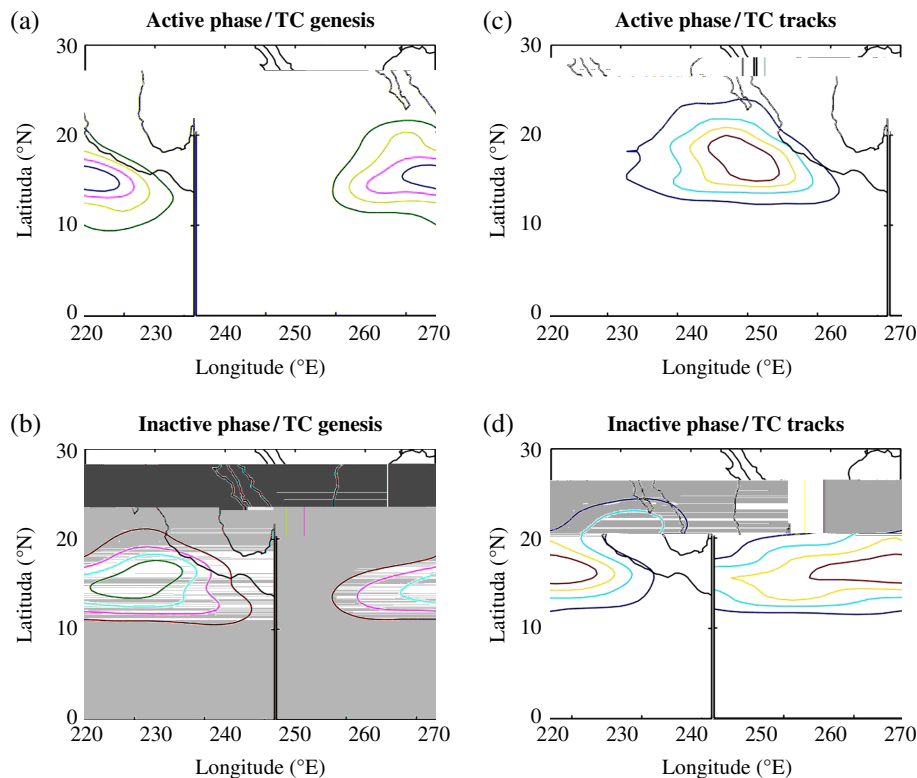 (a) Active phase/TC genesis
30
20
10
0
Latituda (°N)
220 230 240 250 260 270
Longitude (°E)
(c) Active phase/TC tracks
30
20
10
0
Latituda (°N)
220 230 240 250 260 270
Longitude (°E)
(b) Inactive phase/TC genesis
30
20
10
0
Latituda (°N)
220 230 240 250 260 270
Longitude (°E)
(d) Inactive phase/TC tracks
30
20
10
0
Latituda (°N)
220 230 240 250 260 270
Longitude (°E)